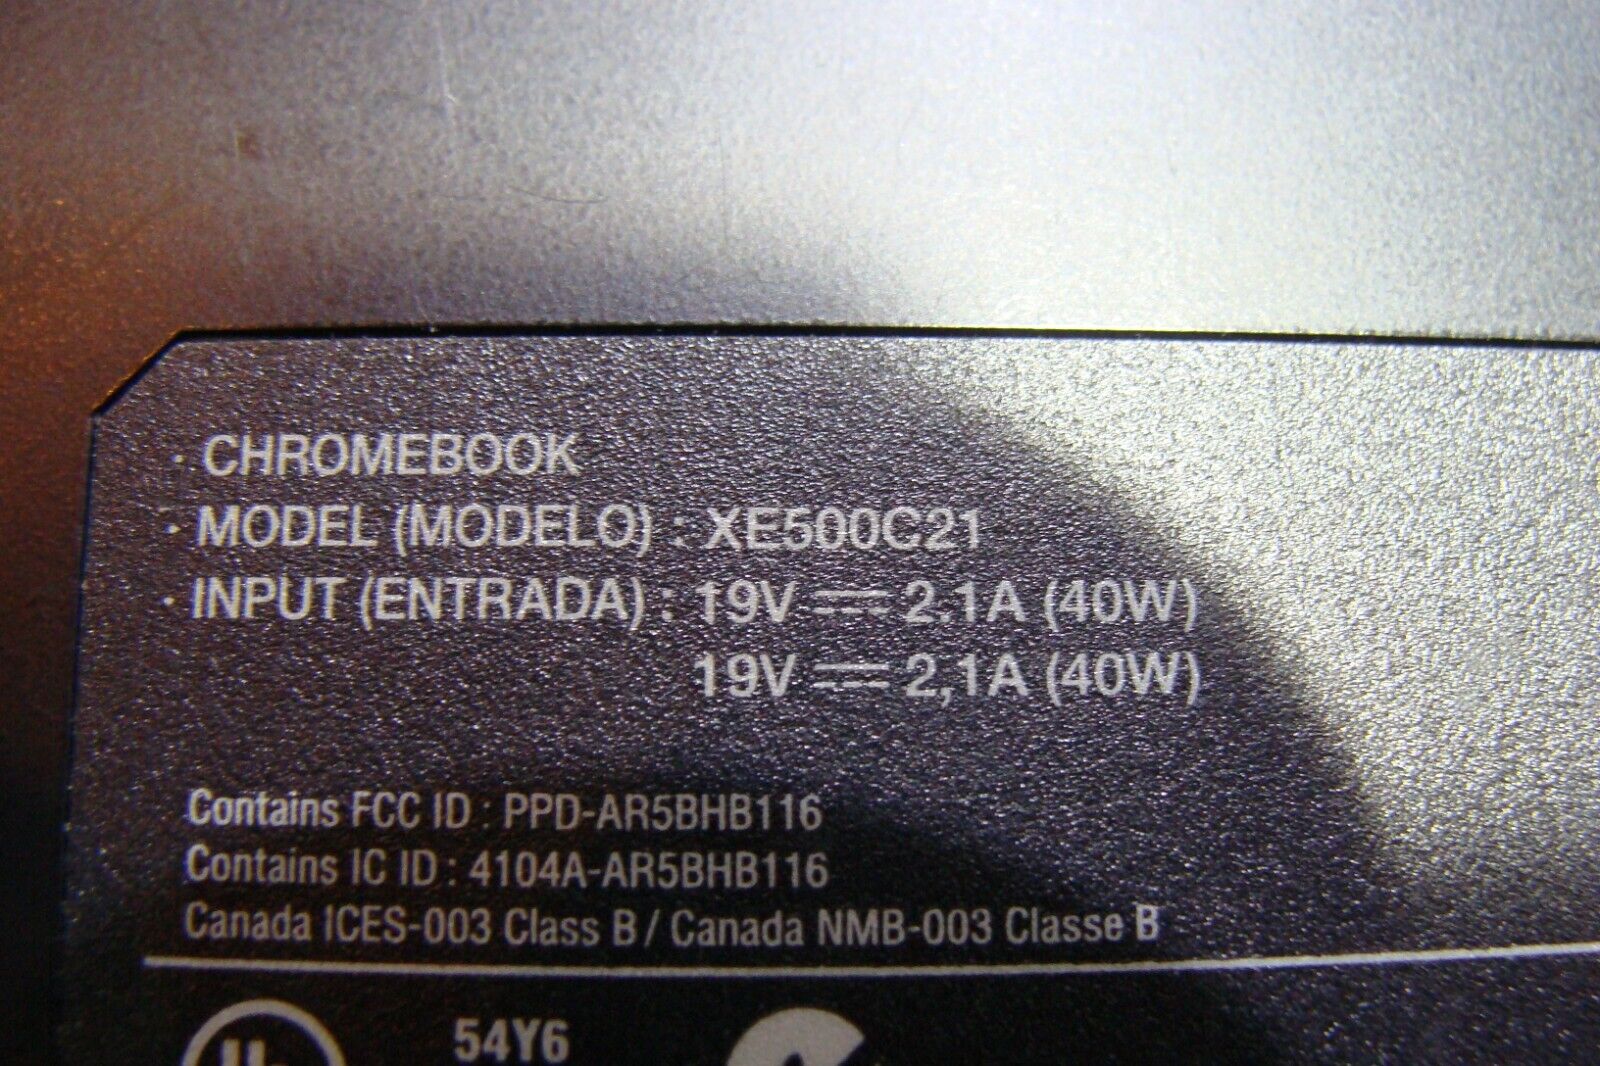 · CHROMEBOOK
· MODEL (MODELO) : XE500C21
· INPUT (ENTRADA) : 19V ⎓ 2.1A (40W)
19V ⎓ 2,1A (40W)
Contains FCC ID : PPD-AR5BHB116
Contains IC ID : 4104A-AR5BHB116
Canada ICES-003 Class B / Canada NMB-003 Classe B
54Y6